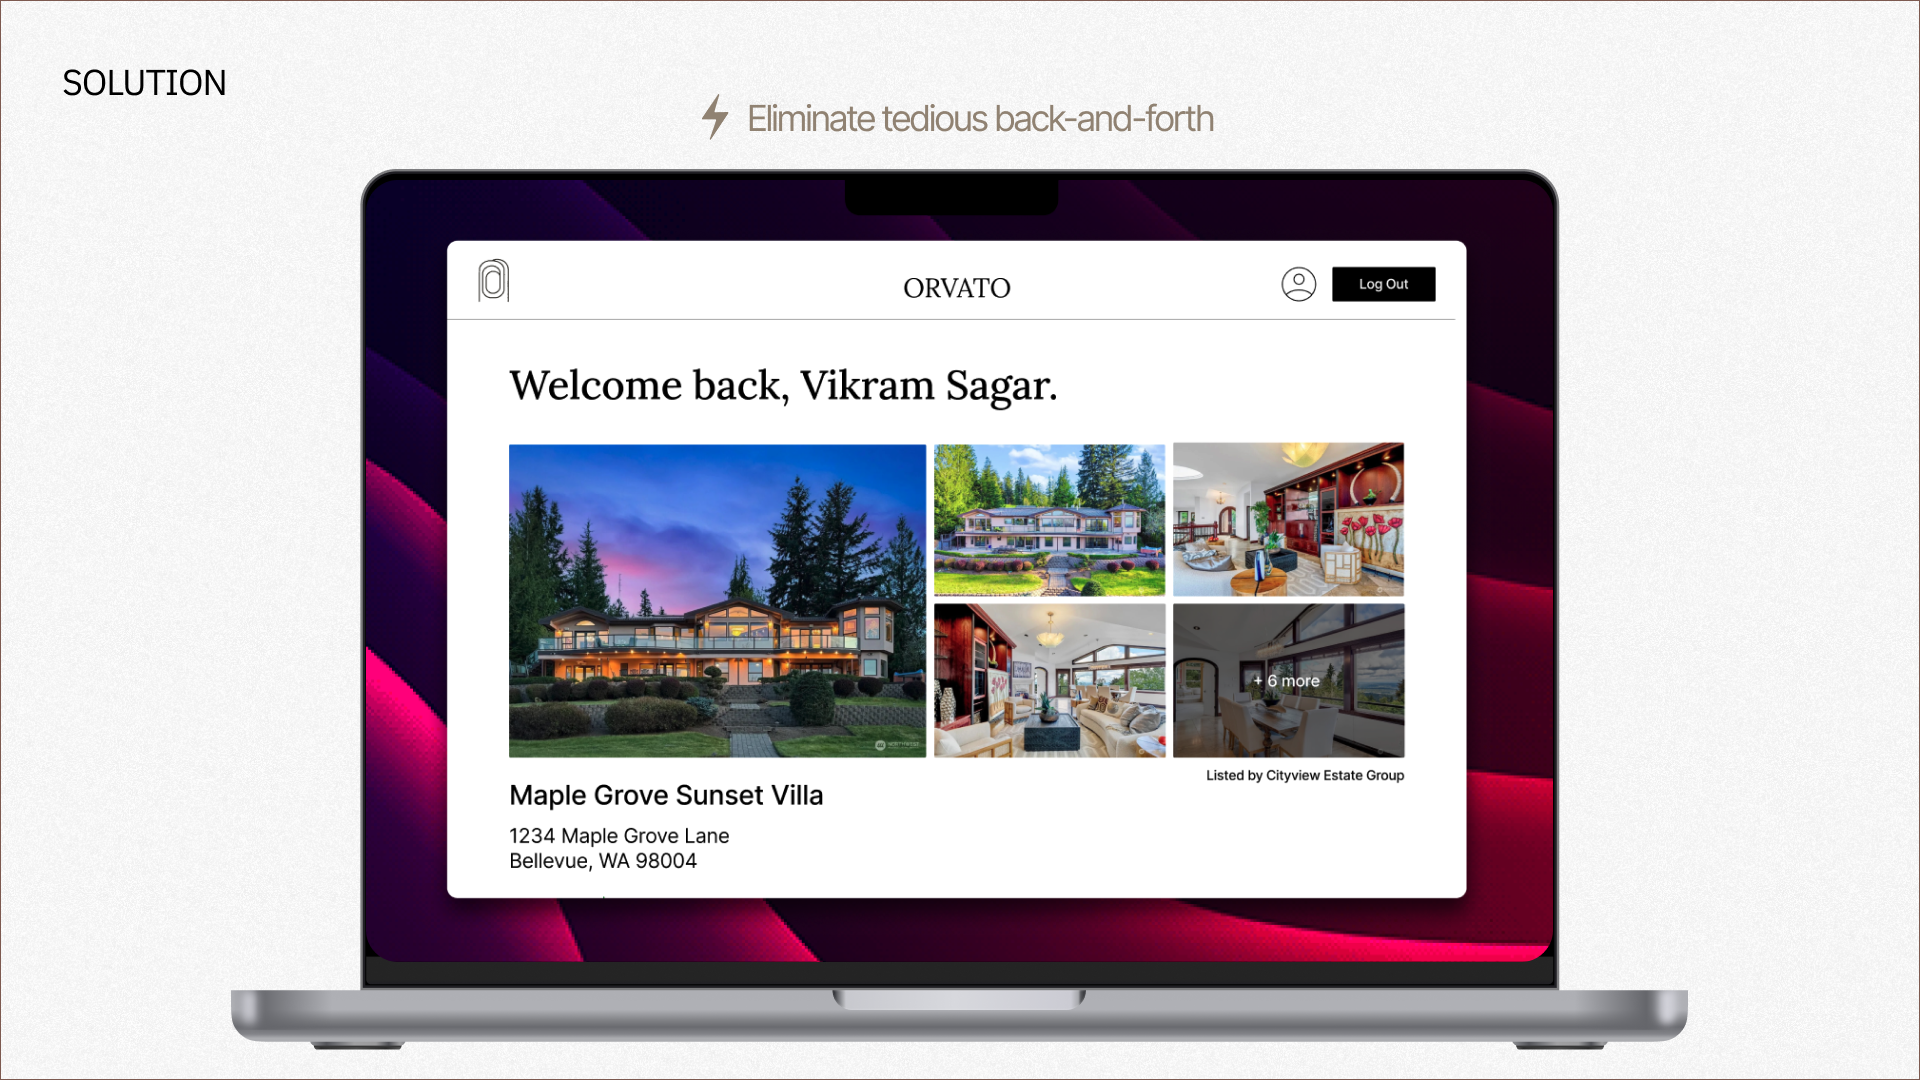 SOLUTION
Eliminate tedious back-and-forth
ORVATO
Log Out
Welcome back, Vikram Sagar.
+ 6 more
Listed by Cityview Estate Group
Maple Grove Sunset Villa
1234 Maple Grove Lane
Bellevue, WA 98004